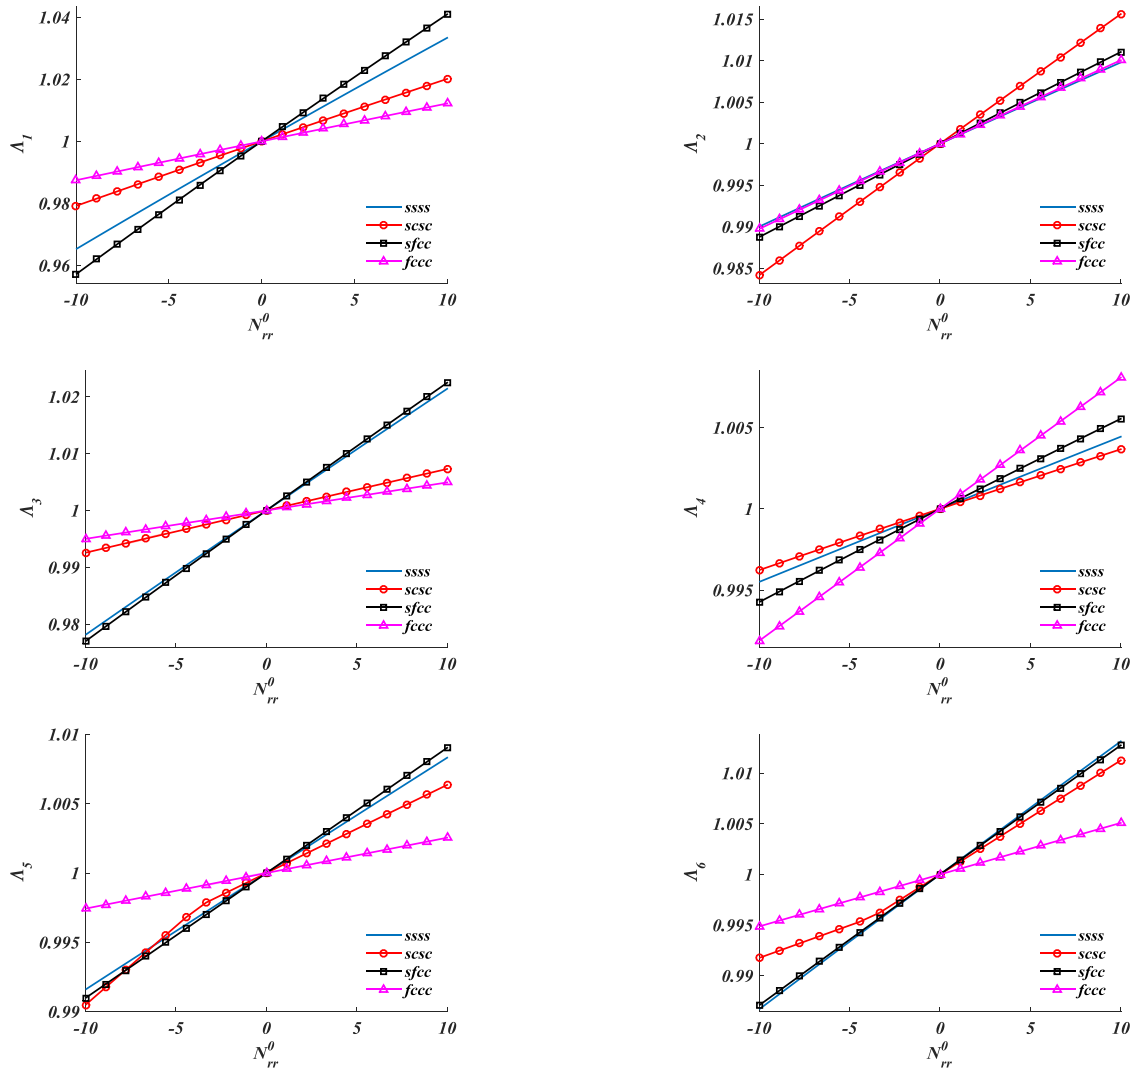 1.04
1.02
1
0.98
0.96
Λ1
-10 -5 0 5 10
N⁰rr
ssss
scsc
sfcc
fccc
1.015
1.01
1.005
1
0.995
0.99
0.985
Λ2
-10 -5 0 5 10
N⁰rr
ssss
scsc
sfcc
fccc
1.02
1.01
1
0.99
0.98
Λ3
-10 -5 0 5 10
N⁰rr
ssss
scsc
sfcc
fccc
1.005
1
0.995
Λ4
-10 -5 0 5 10
N⁰rr
ssss
scsc
sfcc
fccc
1.01
1.005
1
0.995
0.99
Λ5
-10 -5 0 5 10
N⁰rr
ssss
scsc
sfcc
fccc
1.01
1.005
1
0.995
0.99
Λ6
-10 -5 0 5 10
N⁰rr
ssss
scsc
sfcc
fccc